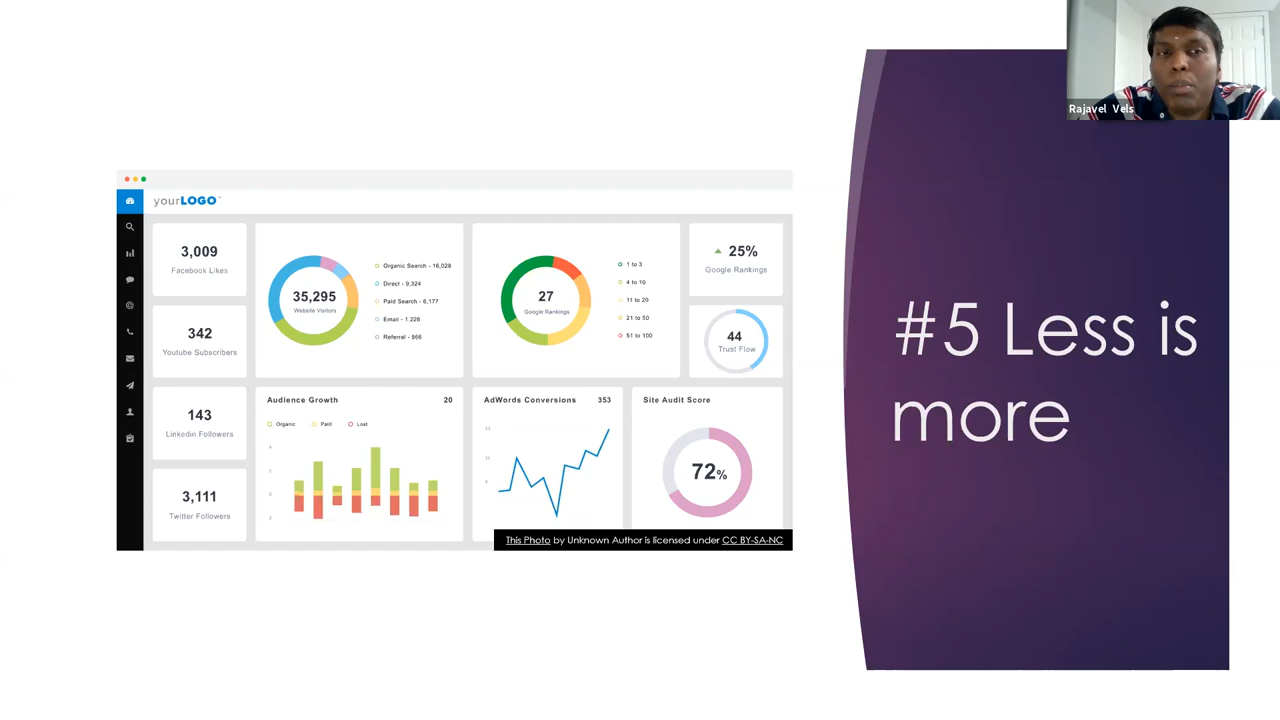 Rajavel Vels
yourLOGO
3,009
Facebook Likes
342
Youtube Subscribers
143
Linkedin Followers
3,111
Twitter Followers
35,295
Website Visitors
Organic Search - 16,028
Direct - 9,324
Paid Search - 6,177
Email - 1,228
Referral - 966
27
Google Rankings
1 to 3
4 to 10
11 to 20
21 to 50
51 to 100
25%
Google Rankings
44
Trust Flow
Audience Growth 20
Organic Paid Lost
AdWords Conversions 353
Site Audit Score
72%
This Photo by Unknown Author is licensed under CC BY-SA-NC
#5 Less is
more